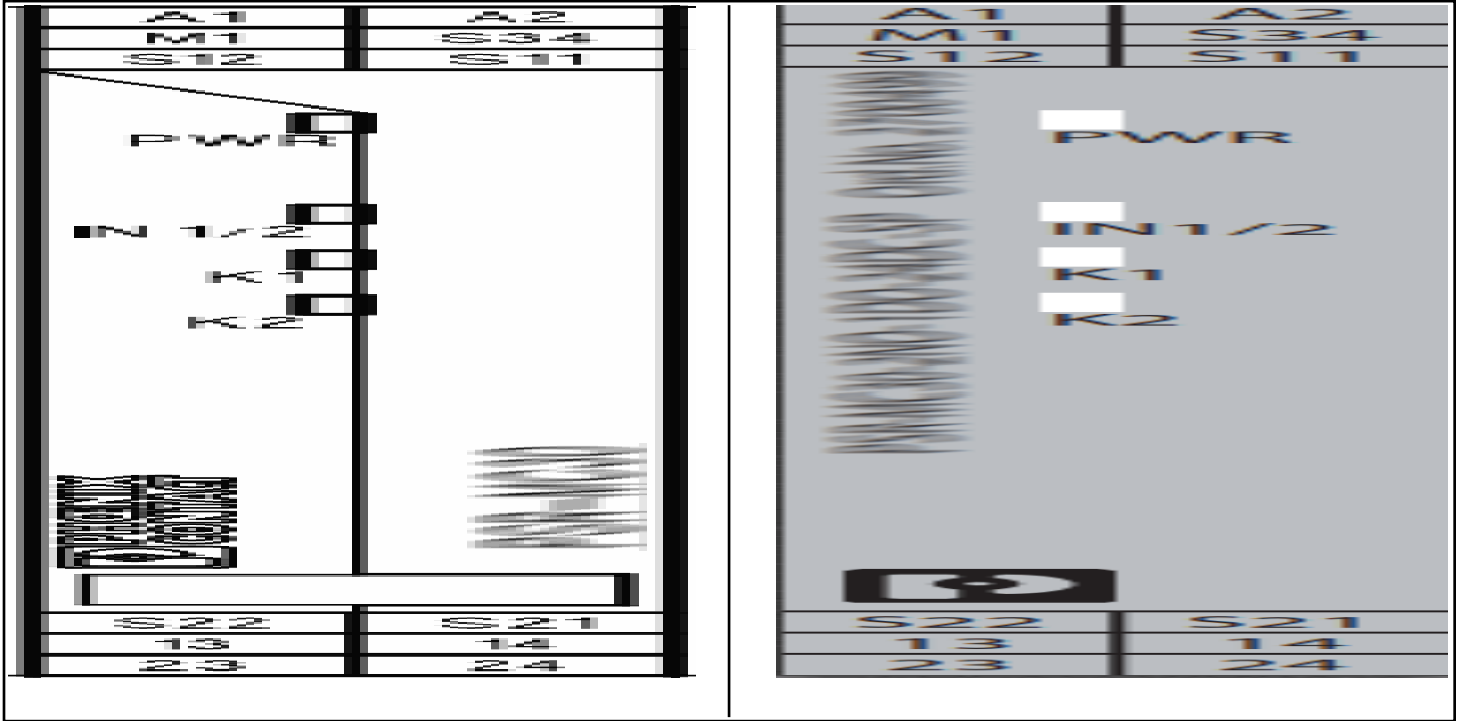 A1 A2
M1 S34
S12 S11
PWR
IN 1/2
K1
K2
S22 S21
13 14
23 24
A1 A2
M1 S34
S12 S11
PWR
IN1/2
K1
K2
S22 S21
13 14
23 24